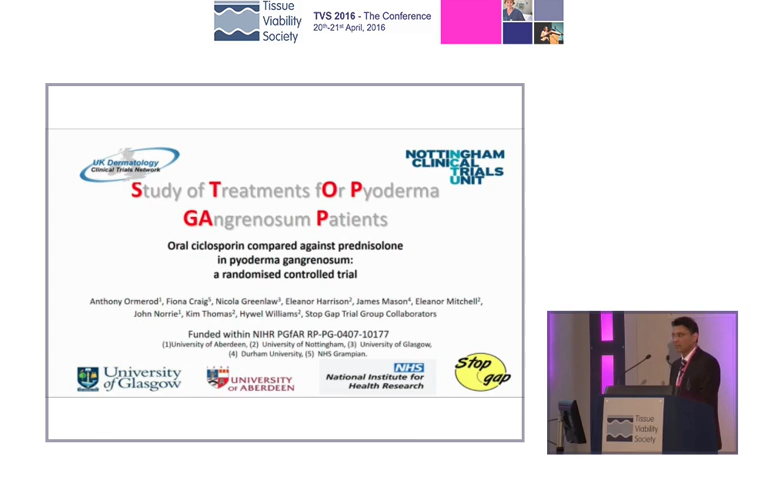 Tissue
Viability
Society
TVS 2016 - The Conference
20th-21st April, 2016
UK Dermatology
Clinical Trials Network
NOTTINGHAM
CLINICAL
TRIALS
UNIT
Study of Treatments fOr Pyoderma
GAngrenosum Patients
Oral ciclosporin compared against prednisolone
in pyoderma gangrenosum:
a randomised controlled trial
Anthony Ormerod1, Fiona Craig5, Nicola Greenlaw3, Eleanor Harrison2, James Mason4, Eleanor Mitchell2,
John Norrie1, Kim Thomas2, Hywel Williams2, Stop Gap Trial Group Collaborators
Funded within NIHR PGfAR RP-PG-0407-10177
(1)University of Aberdeen, (2) University of Nottingham, (3) University of Glasgow,
(4) Durham University, (5) NHS Grampian.
University
of Glasgow
UNIVERSITY
OF ABERDEEN
NHS
National Institute for
Health Research
Stop
gap
Tissue
Viability
Society